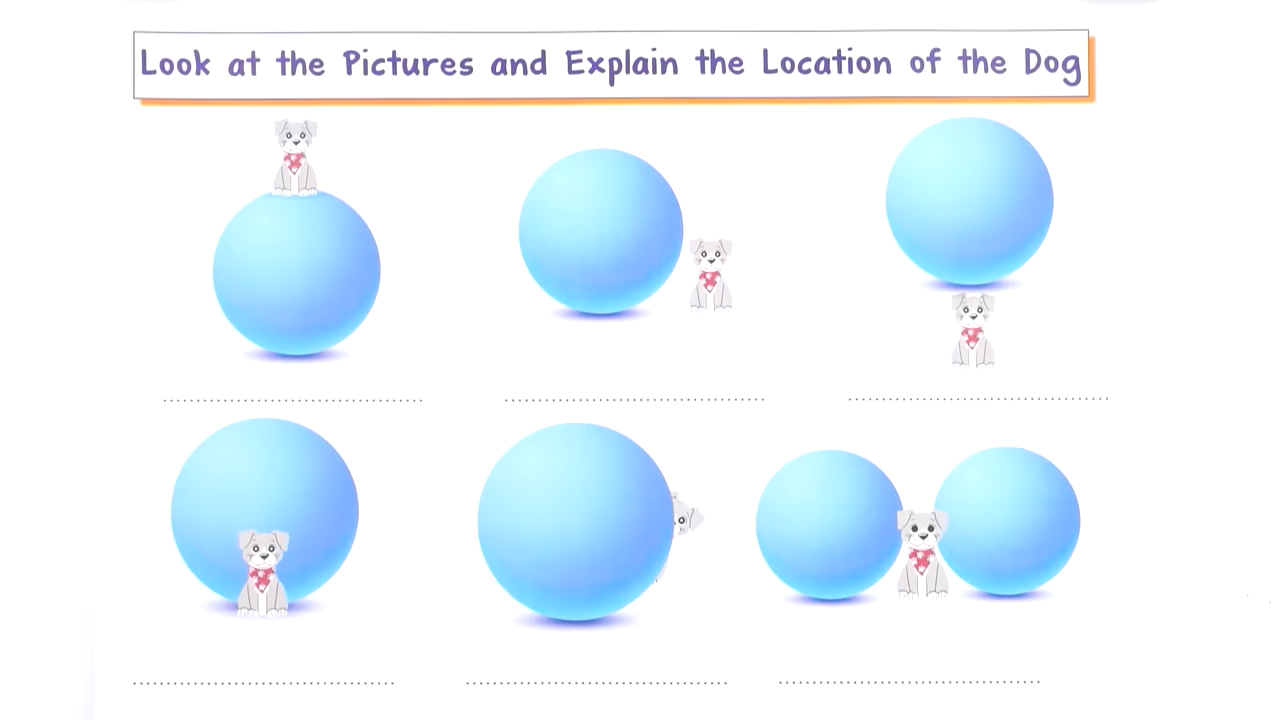 Look at the Pictures and Explain the Location of the Dog